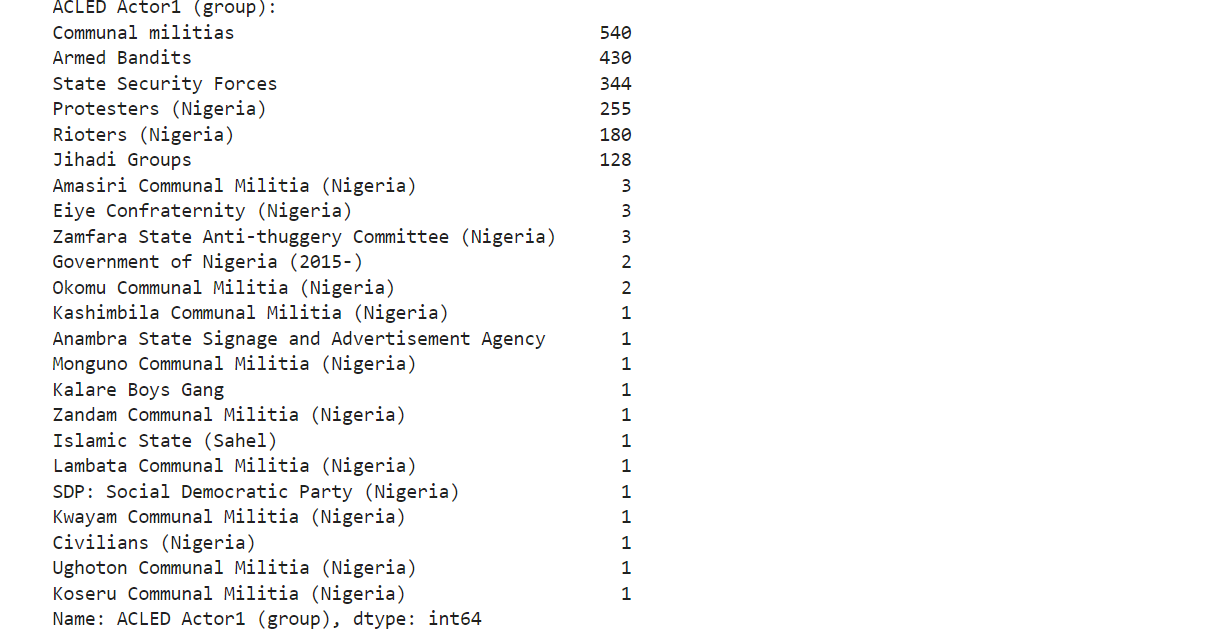 ACLED Actor1 (group):
Communal militias 540
Armed Bandits 430
State Security Forces 344
Protesters (Nigeria) 255
Rioters (Nigeria) 180
Jihadi Groups 128
Amasiri Communal Militia (Nigeria) 3
Eiye Confraternity (Nigeria) 3
Zamfara State Anti-thuggery Committee (Nigeria) 3
Government of Nigeria (2015-) 2
Okomu Communal Militia (Nigeria) 2
Kashimbila Communal Militia (Nigeria) 1
Anambra State Signage and Advertisement Agency 1
Monguno Communal Militia (Nigeria) 1
Kalare Boys Gang 1
Zandam Communal Militia (Nigeria) 1
Islamic State (Sahel) 1
Lambata Communal Militia (Nigeria) 1
SDP: Social Democratic Party (Nigeria) 1
Kwayam Communal Militia (Nigeria) 1
Civilians (Nigeria) 1
Ughoton Communal Militia (Nigeria) 1
Koseru Communal Militia (Nigeria) 1
Name: ACLED Actor1 (group), dtype: int64